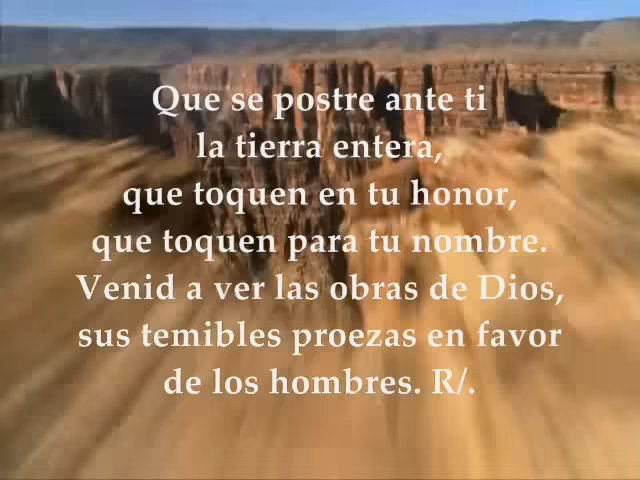 Que se postre ante ti
la tierra entera,
que toquen en tu honor,
que toquen para tu nombre.
Venid a ver las obras de Dios,
sus temibles proezas en favor
de los hombres. R/.